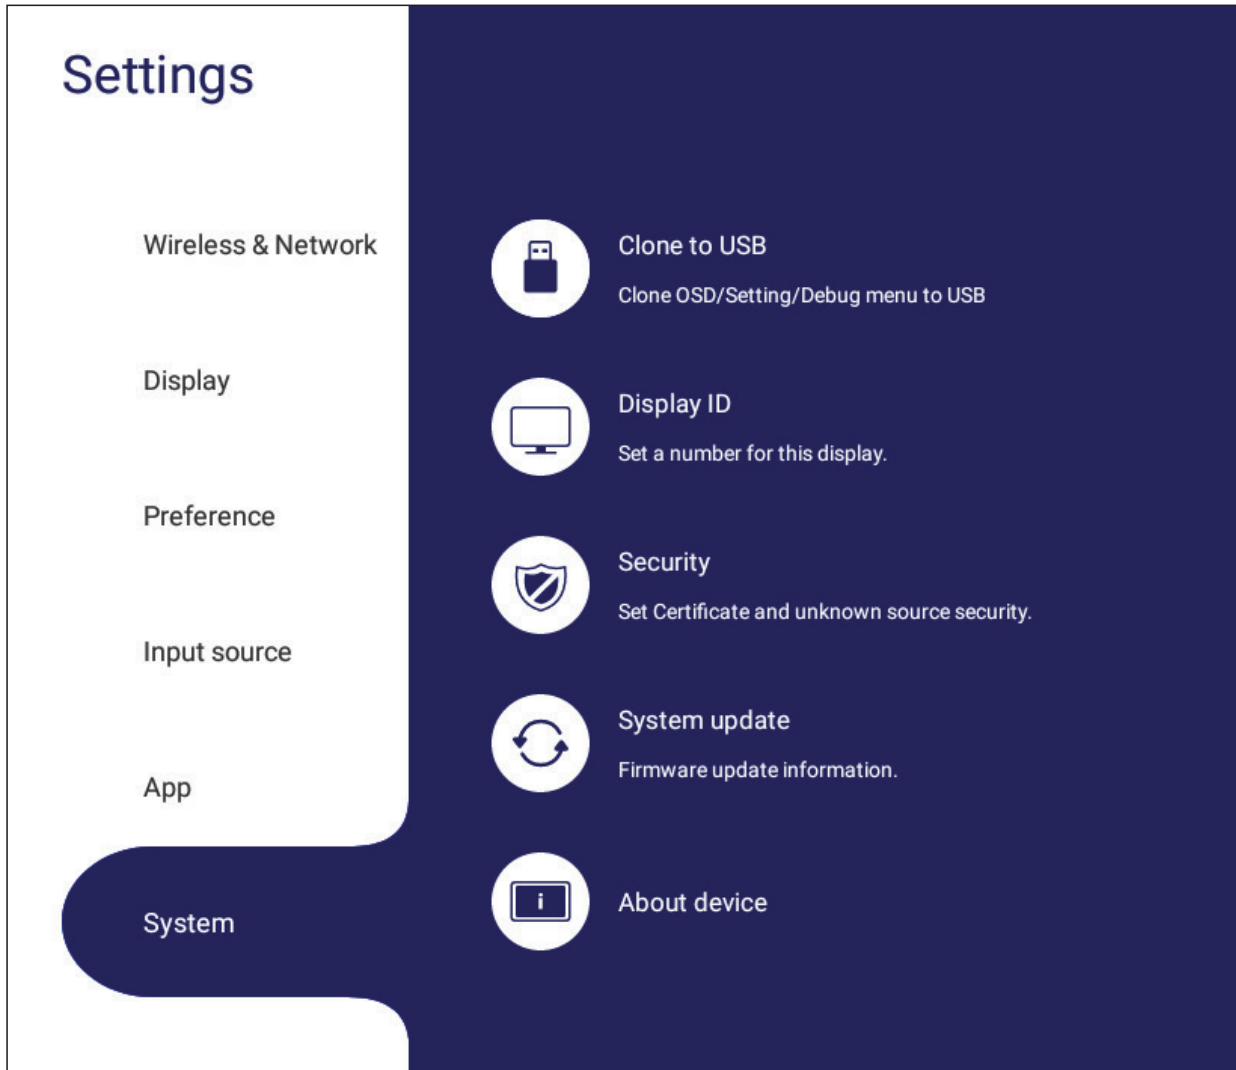 Settings
Wireless & Network
Display
Preference
Input source
App
System
Clone to USB
Clone OSD/Setting/Debug menu to USB
Display ID
Set a number for this display.
Security
Set Certificate and unknown source security.
System update
Firmware update information.
i
About device